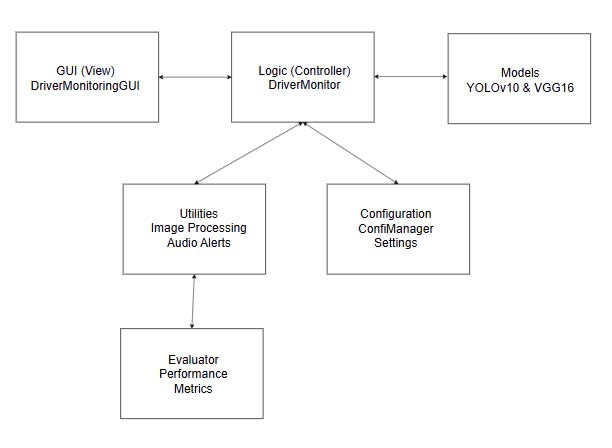 GUI (View)
DriverMonitoringGUI
Logic (Controller)
DriverMonitor
Models
YOLOv10 & VGG16
Utilities
Image Processing
Audio Alerts
Configuration
ConfiManager
Settings
Evaluator
Performance
Metrics